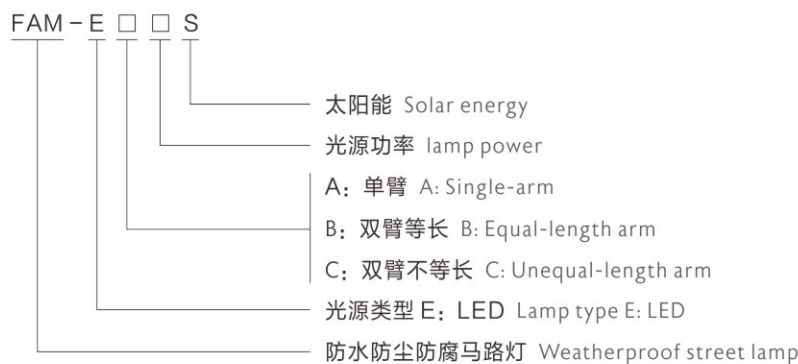 FAM-E□□S
太阳能 Solar energy
光源功率 lamp power
A：单臂 A: Single-arm
B：双臂等长 B: Equal-length arm
C：双臂不等长 C: Unequal-length arm
光源类型E：LED Lamp type E: LED
防水防尘防腐马路灯 Weatherproof street lamp